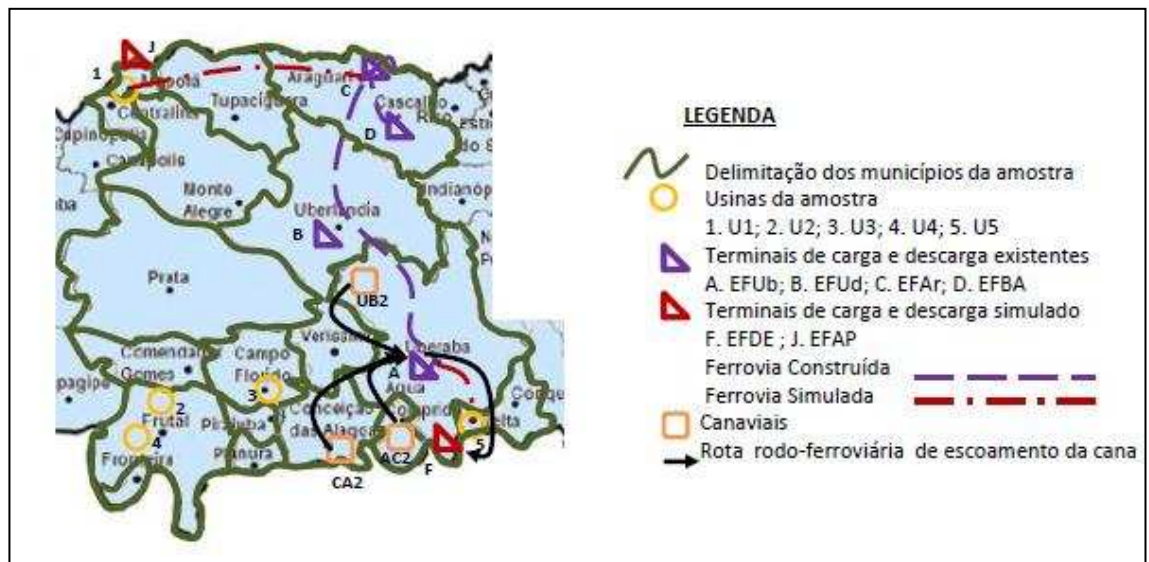 J
1
Araguari
C
Cascalho
Rico
Centralina
Tupaciguara
D
Canápolis
Monte
Alegre
Uberlândia
B
Prata
UB2
Veríssimo
Uberaba
A
Comendador
Gomes
Campo
Florido
3
Água
Comprida
Conceição
das Alagoas
2
Frutal
4
Pirajuba
Planura
Fronteira
AC2
CA2
F
5
Delta
LEGENDA
Delimitação dos municípios da amostra
Usinas da amostra
1. U1; 2. U2; 3. U3; 4. U4; 5. U5
Terminais de carga e descarga existentes
A. EFUb; B. EFUd; C. EFAr; D. EFBA
Terminais de carga e descarga simulado
F. EFDE ; J. EFAP
Ferrovia Construída
Ferrovia Simulada
Canaviais
Rota rodo-ferroviária de escoamento da cana